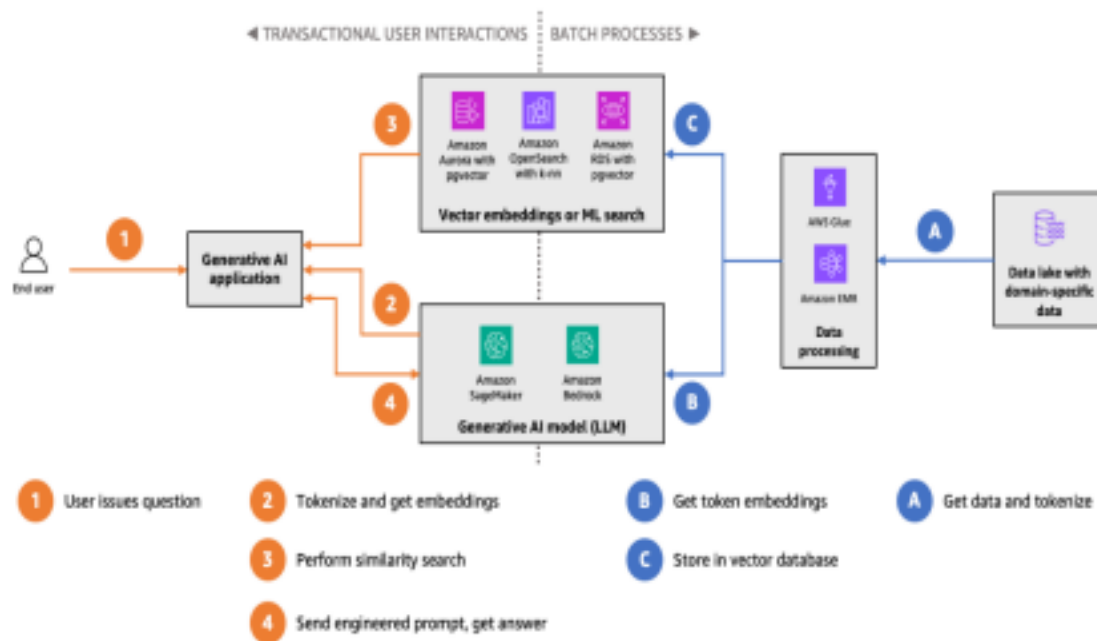 ◀ TRANSACTIONAL USER INTERACTIONS
BATCH PROCESSES ▶
3
Amazon
Aurora with
pgvector
Amazon
OpenSearch
with k-nn
Amazon
RDS with
pgvector
Vector embeddings or ML search
C
1
End user
Generative AI
application
2
4
Amazon
SageMaker
Amazon
Bedrock
Generative AI model (LLM)
B
AWS Glue
Amazon EMR
Data
processing
A
Data lake with
domain-specific
data
1 User issues question
2 Tokenize and get embeddings
B Get token embeddings
A Get data and tokenize
3 Perform similarity search
C Store in vector database
4 Send engineered prompt, get answer